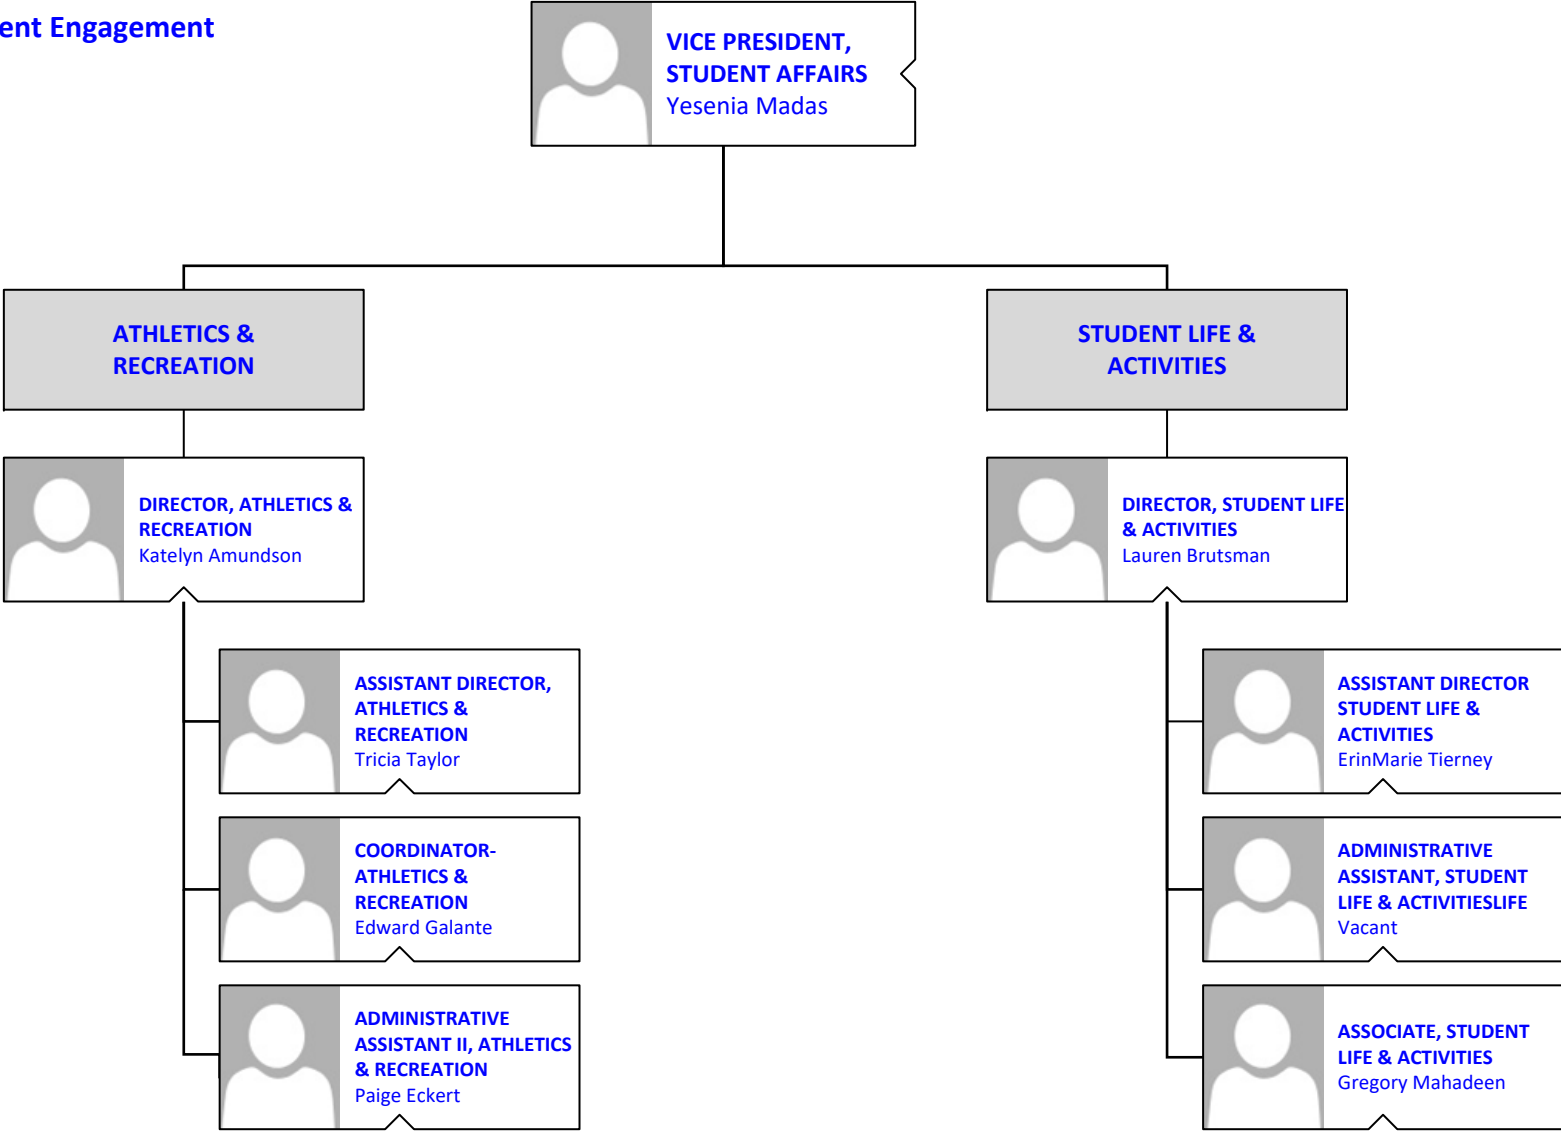 ent Engagement
VICE PRESIDENT,
STUDENT AFFAIRS
Yesenia Madas
ATHLETICS &
RECREATION
STUDENT LIFE &
ACTIVITIES
DIRECTOR, ATHLETICS &
RECREATION
Katelyn Amundson
DIRECTOR, STUDENT LIFE
& ACTIVITIES
Lauren Brutsman
ASSISTANT DIRECTOR,
ATHLETICS &
RECREATION
Tricia Taylor
COORDINATOR-
ATHLETICS &
RECREATION
Edward Galante
ADMINISTRATIVE
ASSISTANT II, ATHLETICS
& RECREATION
Paige Eckert
ASSISTANT DIRECTOR
STUDENT LIFE &
ACTIVITIES
ErinMarie Tierney
ADMINISTRATIVE
ASSISTANT, STUDENT
LIFE & ACTIVITIESLIFE
Vacant
ASSOCIATE, STUDENT
LIFE & ACTIVITIES
Gregory Mahadeen